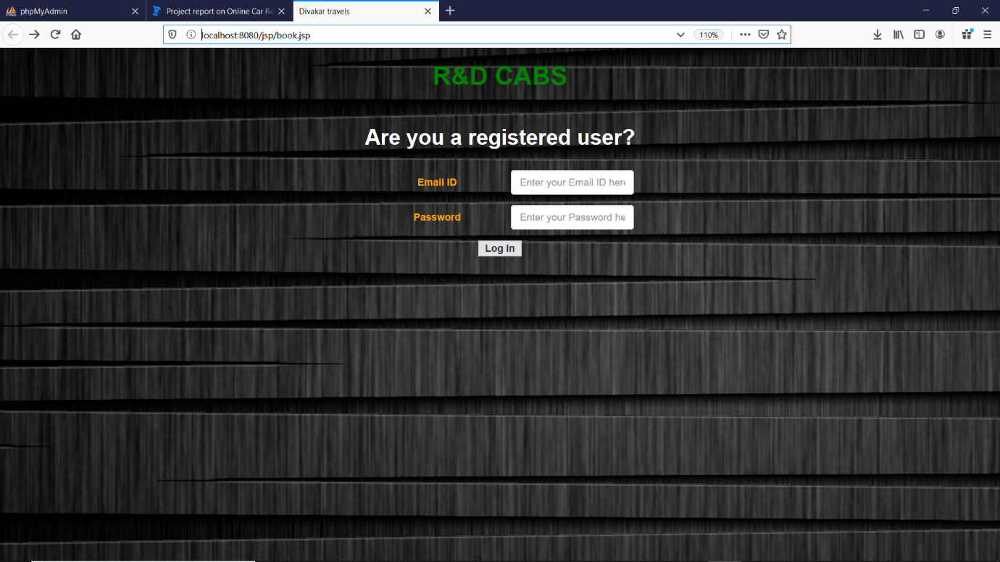 phpMyAdmin
Project report on Online Car Re
Divakar travels
localhost:8080/jsp/book.jsp
110%
R&D CABS
Are you a registered user?
Email ID
Enter your Email ID here
Password
Enter your Password he
Log In